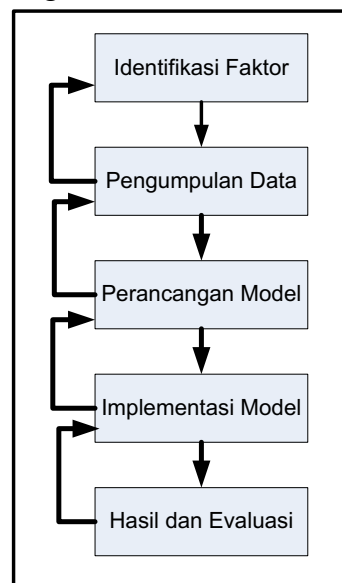 Identifikasi Faktor
Pengumpulan Data
Perancangan Model
Implementasi Model
Hasil dan Evaluasi